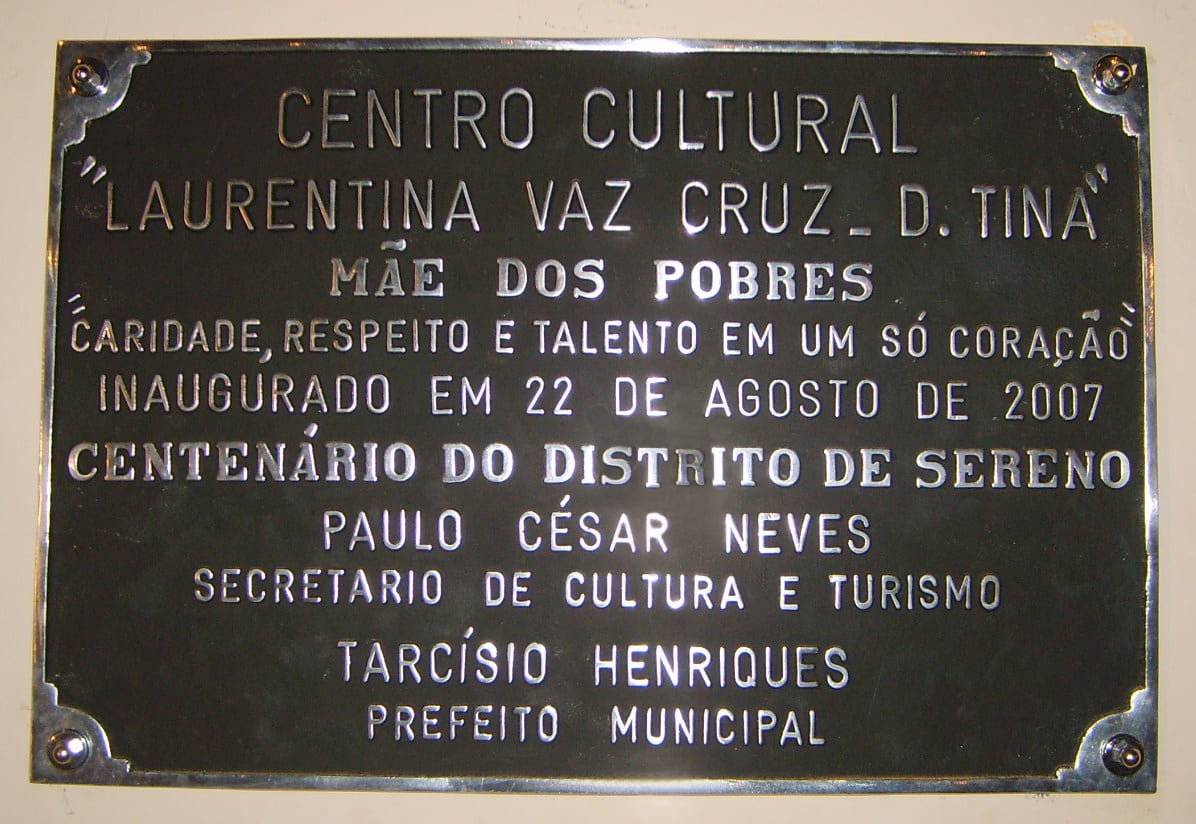 CENTRO CULTURAL
"LAURENTINA VAZ CRUZ - D. TINA"
MÃE DOS POBRES
"CARIDADE, RESPEITO E TALENTO EM UM SÓ CORAÇÃO"
INAUGURADO EM 22 DE AGOSTO DE 2007
CENTENÁRIO DO DISTRITO DE SERENO
PAULO CÉSAR NEVES
SECRETARIO DE CULTURA E TURISMO
TARCÍSIO HENRIQUES
PREFEITO MUNICIPAL